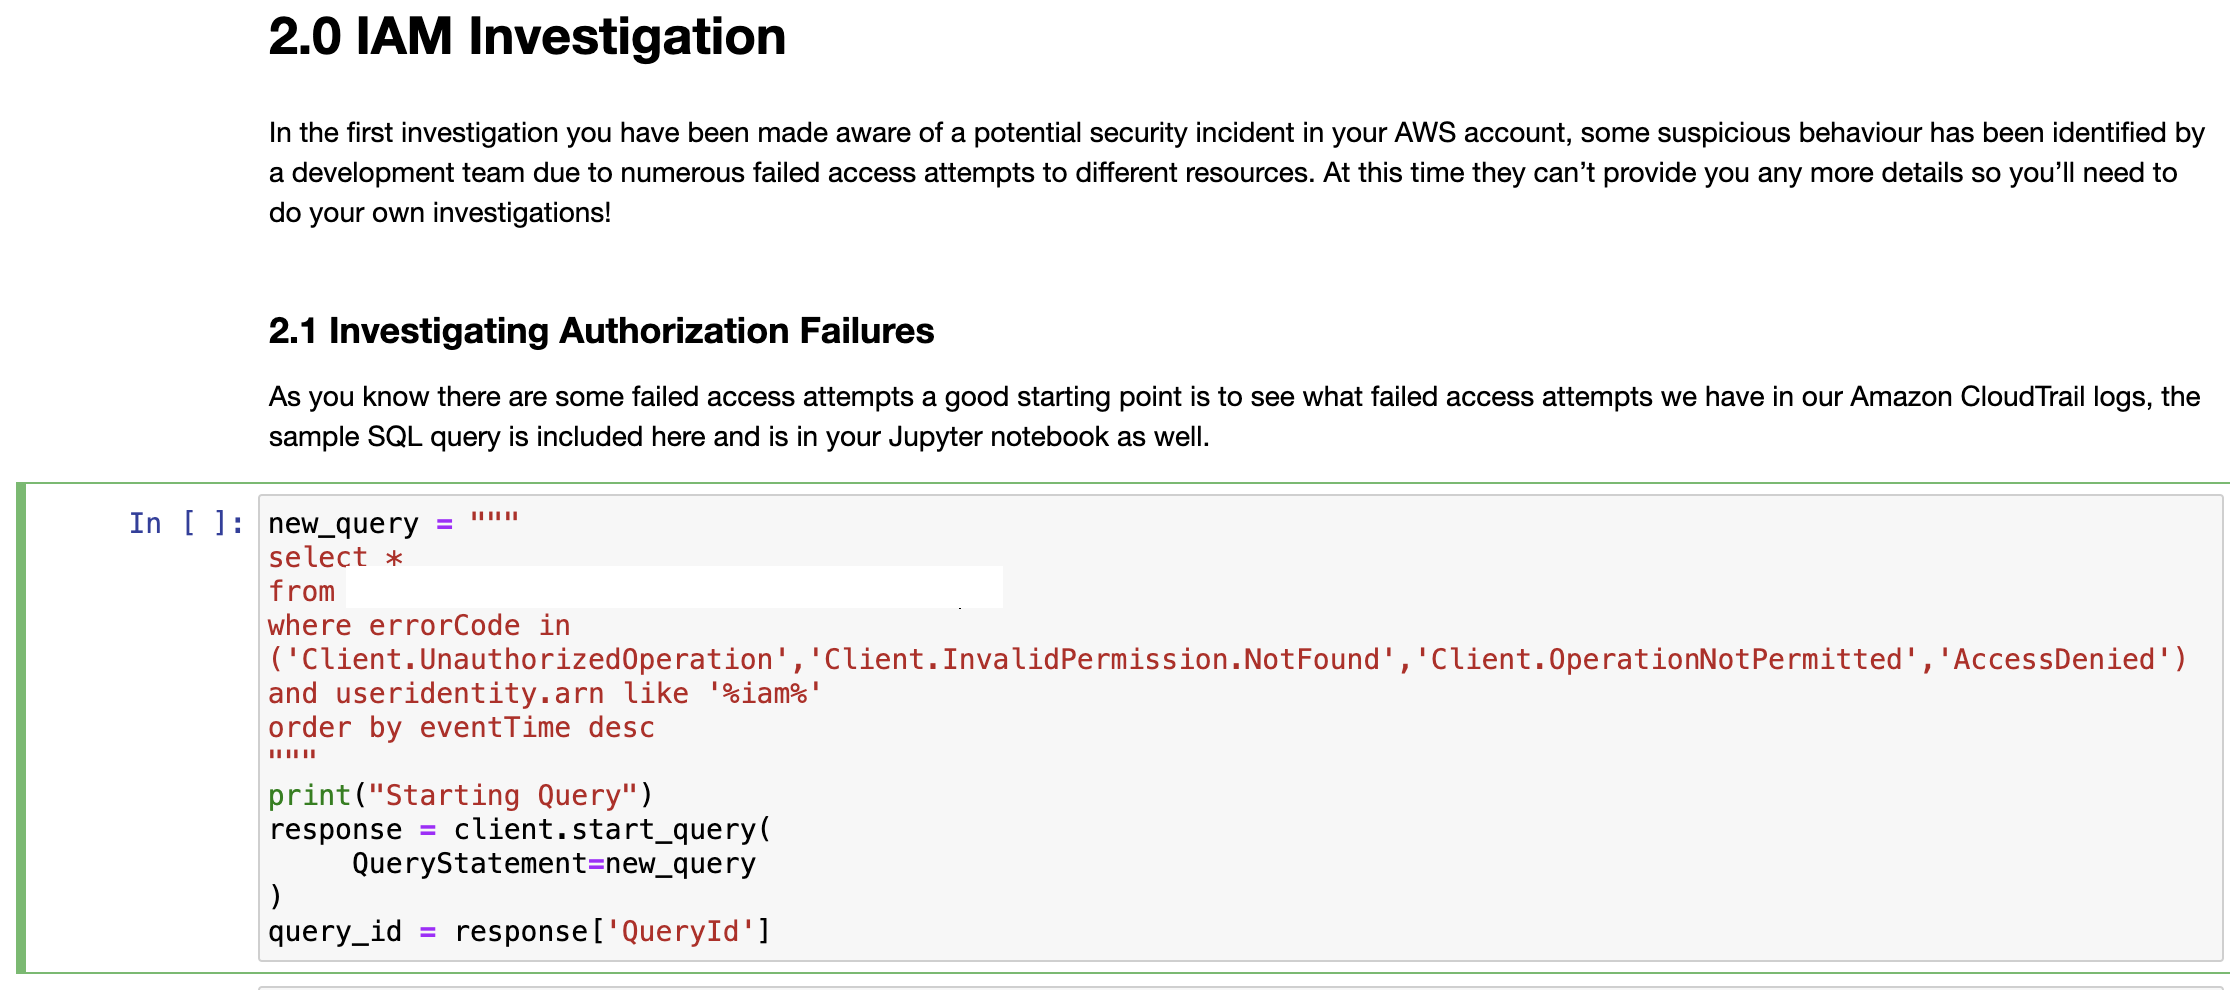 2.0 IAM Investigation
In the first investigation you have been made aware of a potential security incident in your AWS account, some suspicious behaviour has been identified by
a development team due to numerous failed access attempts to different resources. At this time they can’t provide you any more details so you’ll need to
do your own investigations!
2.1 Investigating Authorization Failures
As you know there are some failed access attempts a good starting point is to see what failed access attempts we have in our Amazon CloudTrail logs, the
sample SQL query is included here and is in your Jupyter notebook as well.
In [ ]: new_query = """
select *
from
where errorCode in
('Client.UnauthorizedOperation','Client.InvalidPermission.NotFound','Client.OperationNotPermitted','AccessDenied')
and useridentity.arn like '%iam%'
order by eventTime desc
"""
print("Starting Query")
response = client.start_query(
     QueryStatement=new_query
)
query_id = response['QueryId']